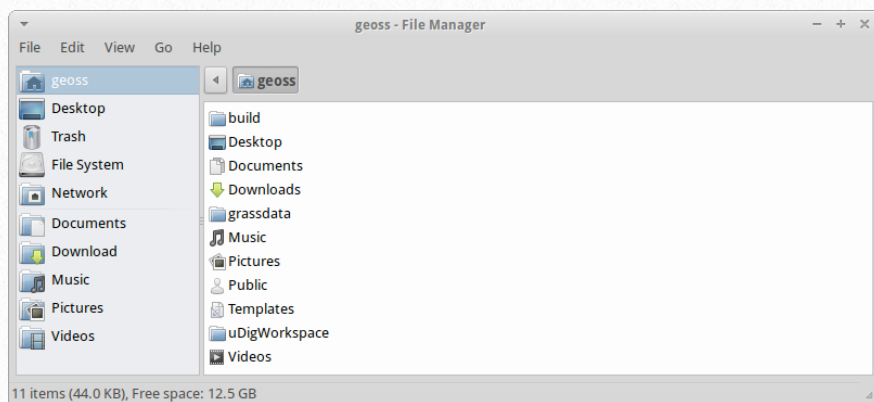 geoss - File Manager
File Edit View Go Help
geoss
Desktop
Trash
File System
Network
Documents
Download
Music
Pictures
Videos
geoss
build
Desktop
Documents
Downloads
grassdata
Music
Pictures
Public
Templates
uDigWorkspace
Videos
11 items (44.0 KB), Free space: 12.5 GB